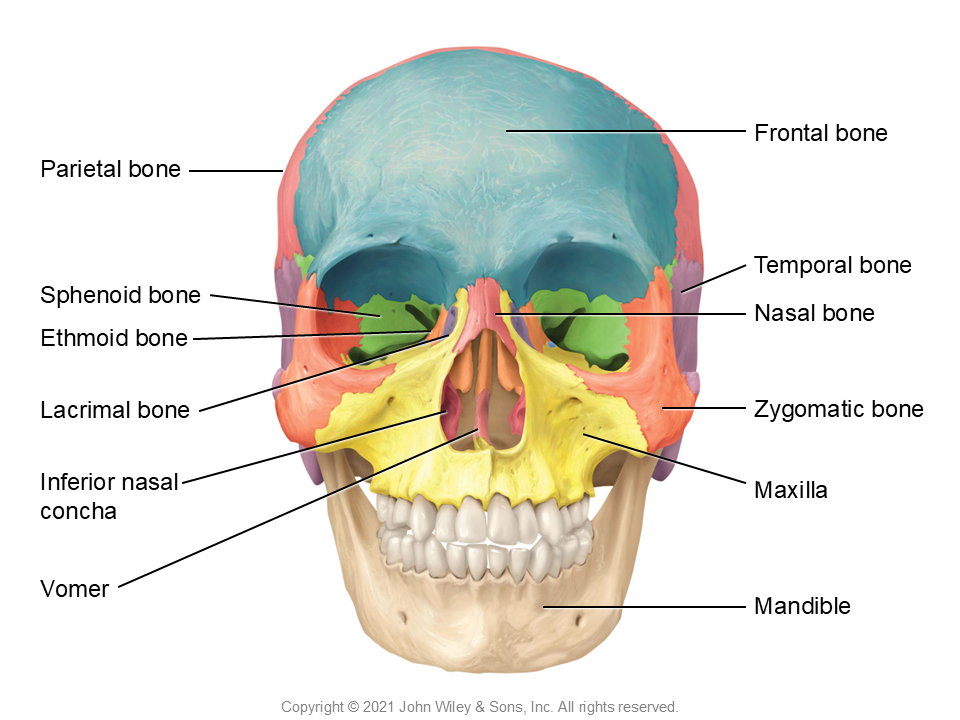 Frontal bone
Parietal bone
Temporal bone
Sphenoid bone
Nasal bone
Ethmoid bone
Lacrimal bone
Zygomatic bone
Inferior nasal
concha
Maxilla
Vomer
Mandible
Copyright © 2021 John Wiley & Sons, Inc. All rights reserved.